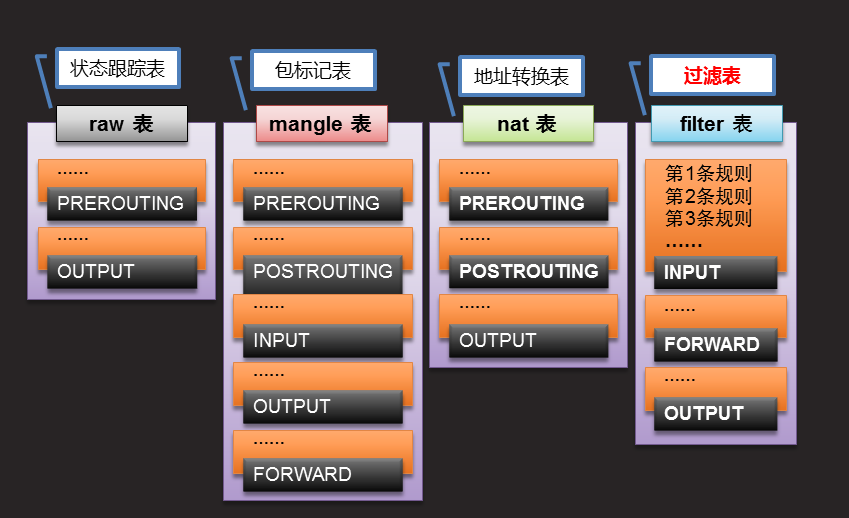 状态跟踪表
包标记表
地址转换表
过滤表
raw 表
mangle 表
nat 表
filter 表
......
PREROUTING
......
OUTPUT
......
PREROUTING
......
POSTROUTING
......
INPUT
......
OUTPUT
......
FORWARD
......
PREROUTING
......
POSTROUTING
......
OUTPUT
第1条规则
第2条规则
第3条规则
......
INPUT
......
FORWARD
......
OUTPUT